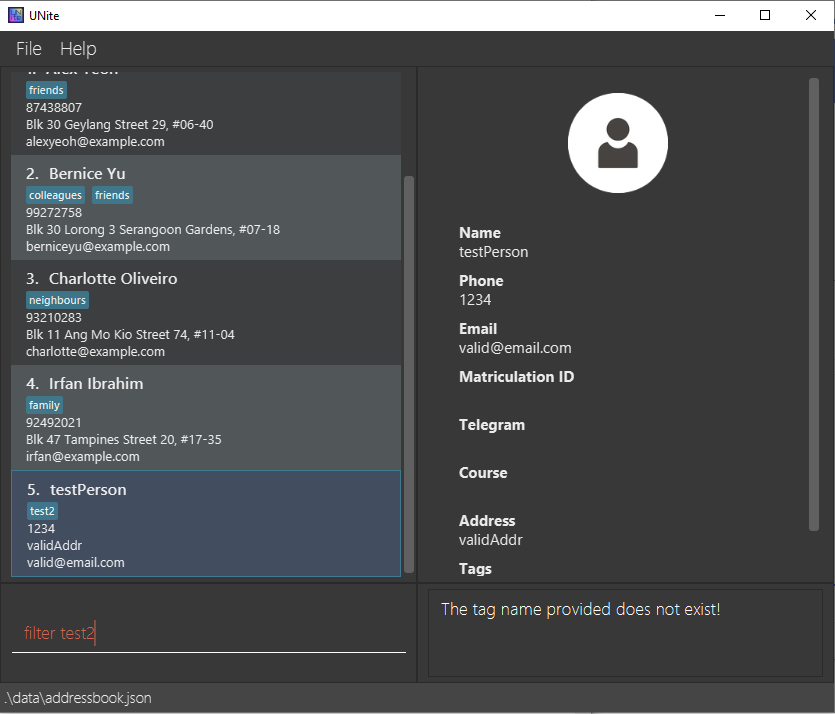 UNite
File Help
1. Alex Yeoh
friends
87438807
Blk 30 Geylang Street 29, #06-40
alexyeoh@example.com
2. Bernice Yu
colleagues friends
99272758
Blk 30 Lorong 3 Serangoon Gardens, #07-18
berniceyu@example.com
3. Charlotte Oliveiro
neighbours
93210283
Blk 11 Ang Mo Kio Street 74, #11-04
charlotte@example.com
4. Irfan Ibrahim
family
92492021
Blk 47 Tampines Street 20, #17-35
irfan@example.com
5. testPerson
test2
1234
validAddr
valid@email.com
filter test2
Name
testPerson
Phone
1234
Email
valid@email.com
Matriculation ID
Telegram
Course
Address
validAddr
Tags
The tag name provided does not exist!
.\data\addressbook.json